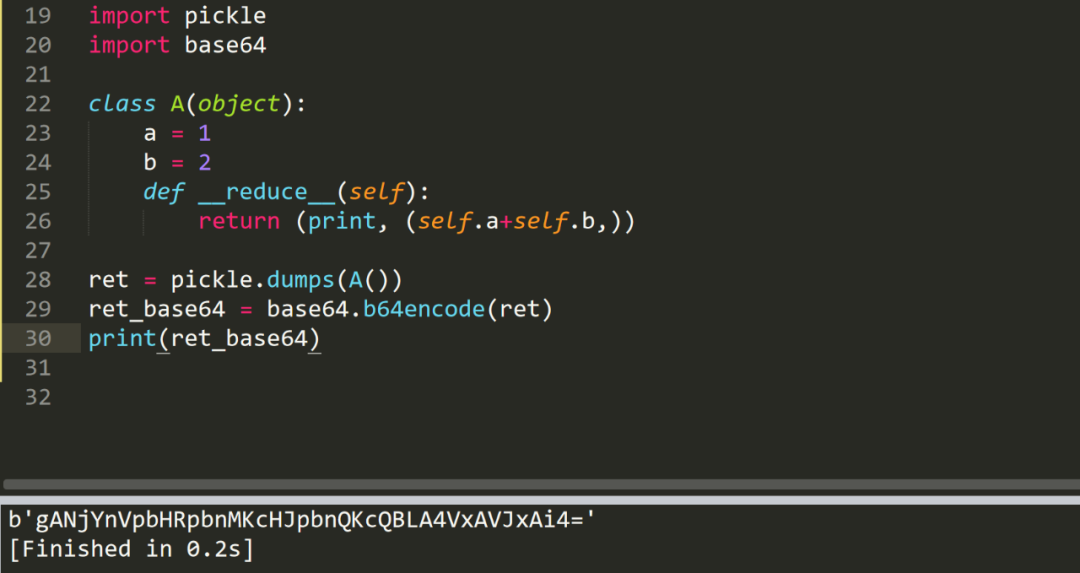 19 import pickle
20 import base64
21
22 class A(object):
23     a = 1
24     b = 2
25     def __reduce__(self):
26         return (print, (self.a+self.b,))
27
28 ret = pickle.dumps(A())
29 ret_base64 = base64.b64encode(ret)
30 print(ret_base64)
31
32
b'gANjYnVpbHRpbnMKcHJpbnQKcQBLA4VxAVJxAi4='
[Finished in 0.2s]